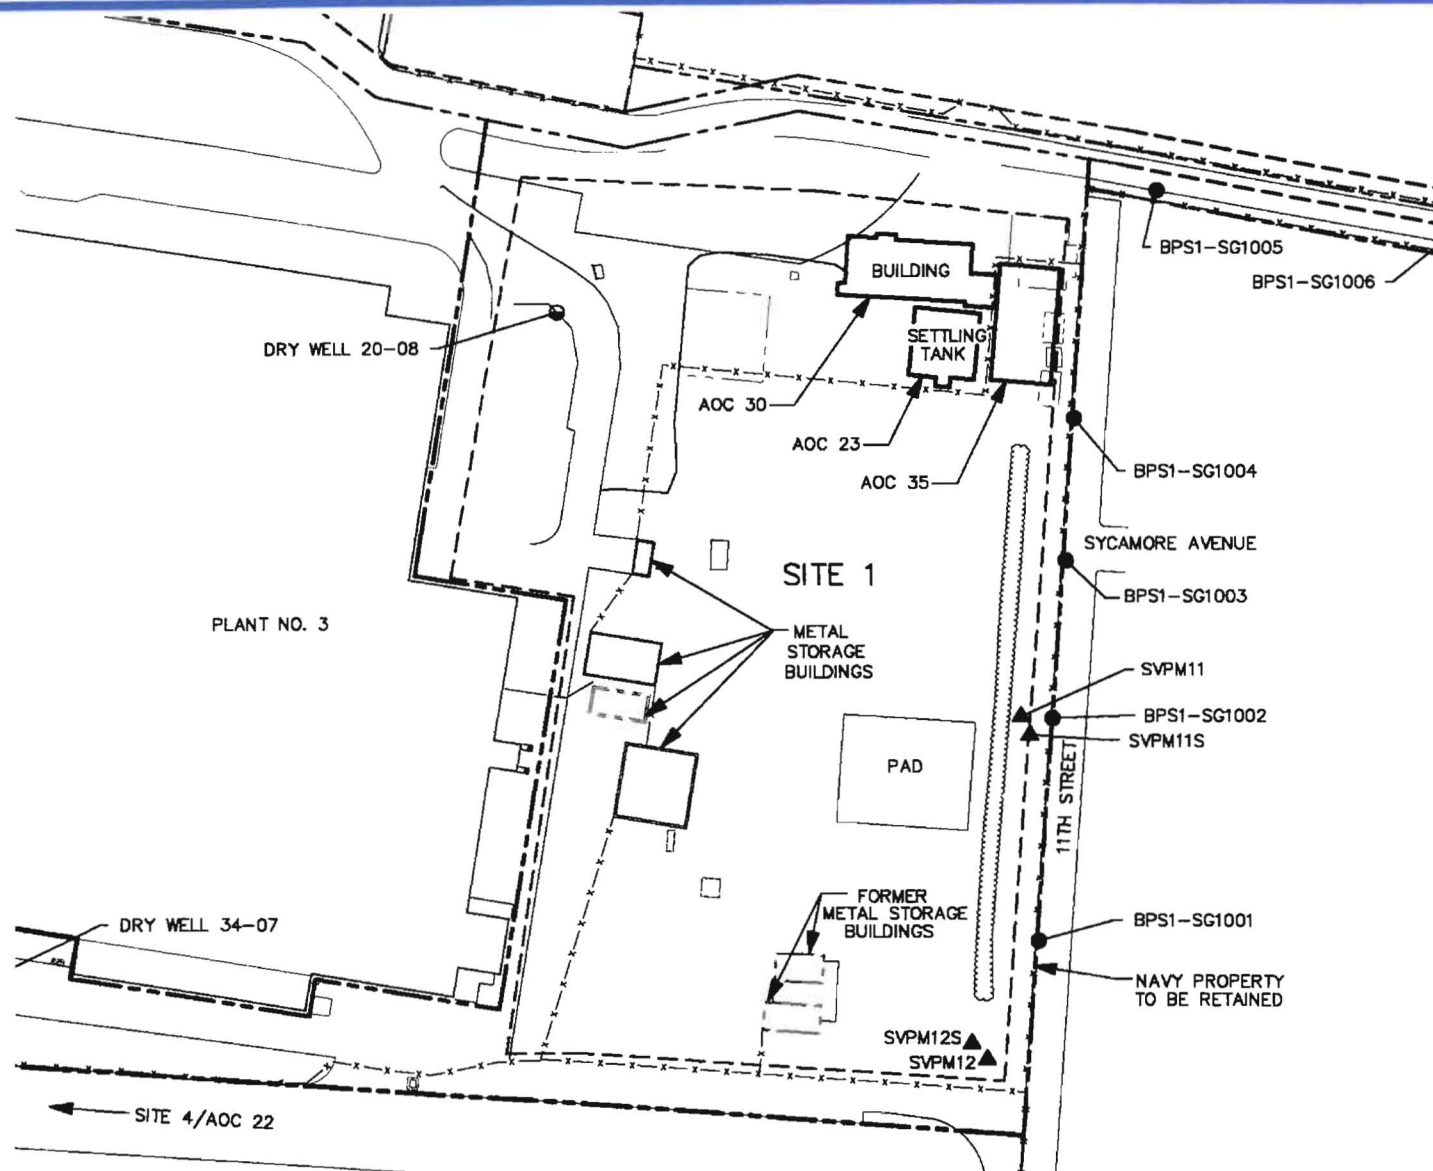 BPS1-SG1005
BPS1-SG1006
BUILDING
SETTLING
TANK
DRY WELL 20-08
AOC 30
AOC 23
AOC 35
BPS1-SG1004
SYCAMORE AVENUE
SITE 1
BPS1-SG1003
PLANT NO. 3
METAL
STORAGE
BUILDINGS
SVPM11
BPS1-SG1002
SVPM11S
PAD
11TH STREET
FORMER
METAL STORAGE
BUILDINGS
DRY WELL 34-07
BPS1-SG1001
NAVY PROPERTY
TO BE RETAINED
SVPM12S
SVPM12
SITE 4/AOC 22